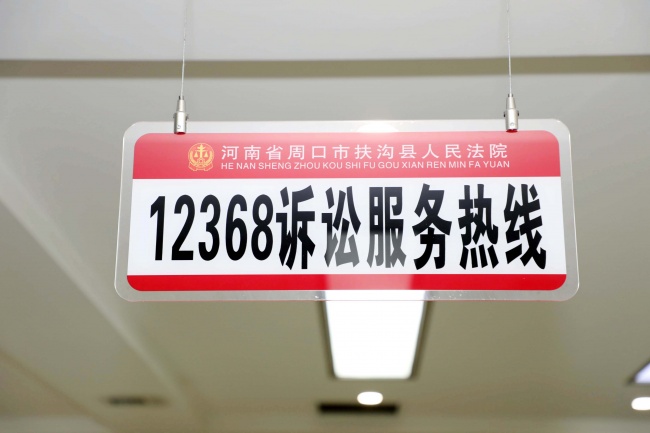 河南省周口市扶沟县人民法院
HE NAN SHENG ZHOU KOU SHI FU GOU XIAN REN MIN FA YUAN
12368诉讼服务热线